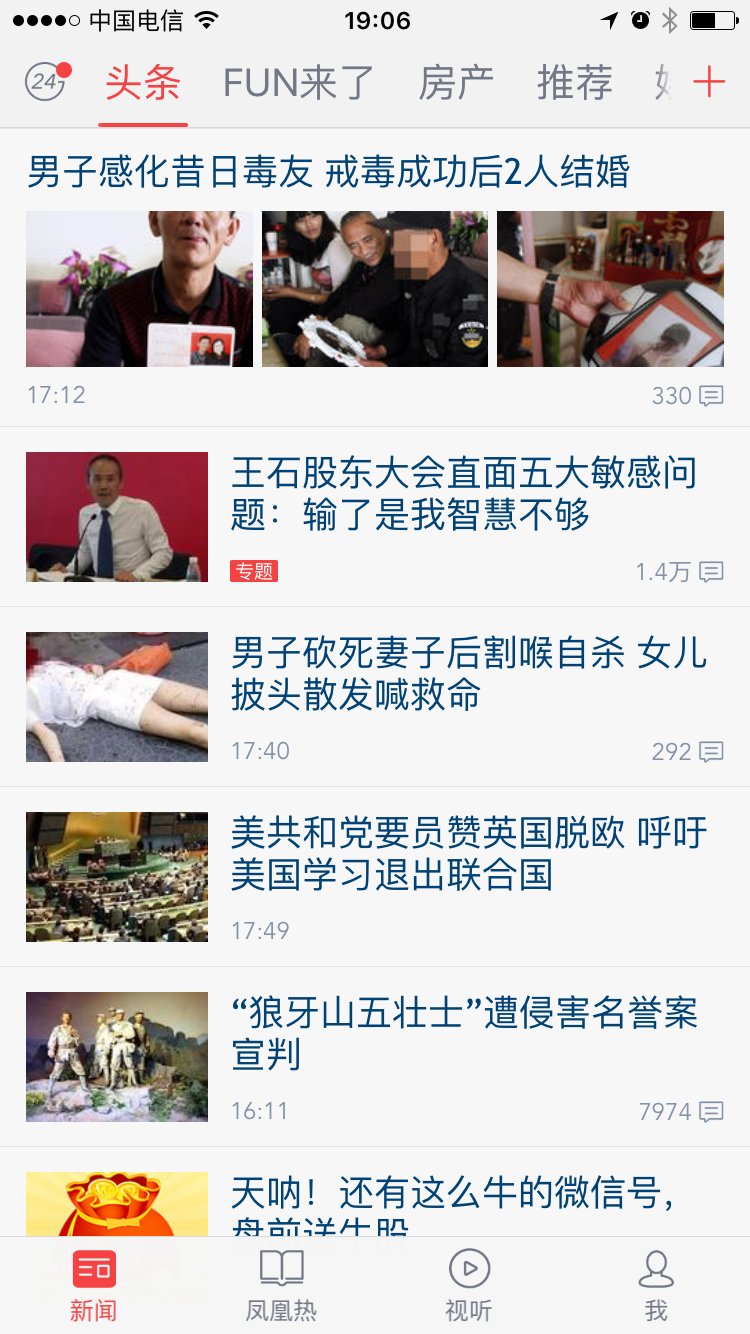 中国电信
19:06
24
头条 FUN来了 房产 推荐
男子感化昔日毒友 戒毒成功后2人结婚
17:12
330
王石股东大会直面五大敏感问
题：输了是我智慧不够
专题
1.4万
男子砍死妻子后割喉自杀 女儿
披头散发喊救命
17:40
292
美共和党要员赞英国脱欧 呼吁
美国学习退出联合国
17:49
“狼牙山五壮士”遭侵害名誉案
宣判
16:11
7974
天呐！还有这么牛的微信号，
盘前送牛股
新闻 凤凰热 视听 我